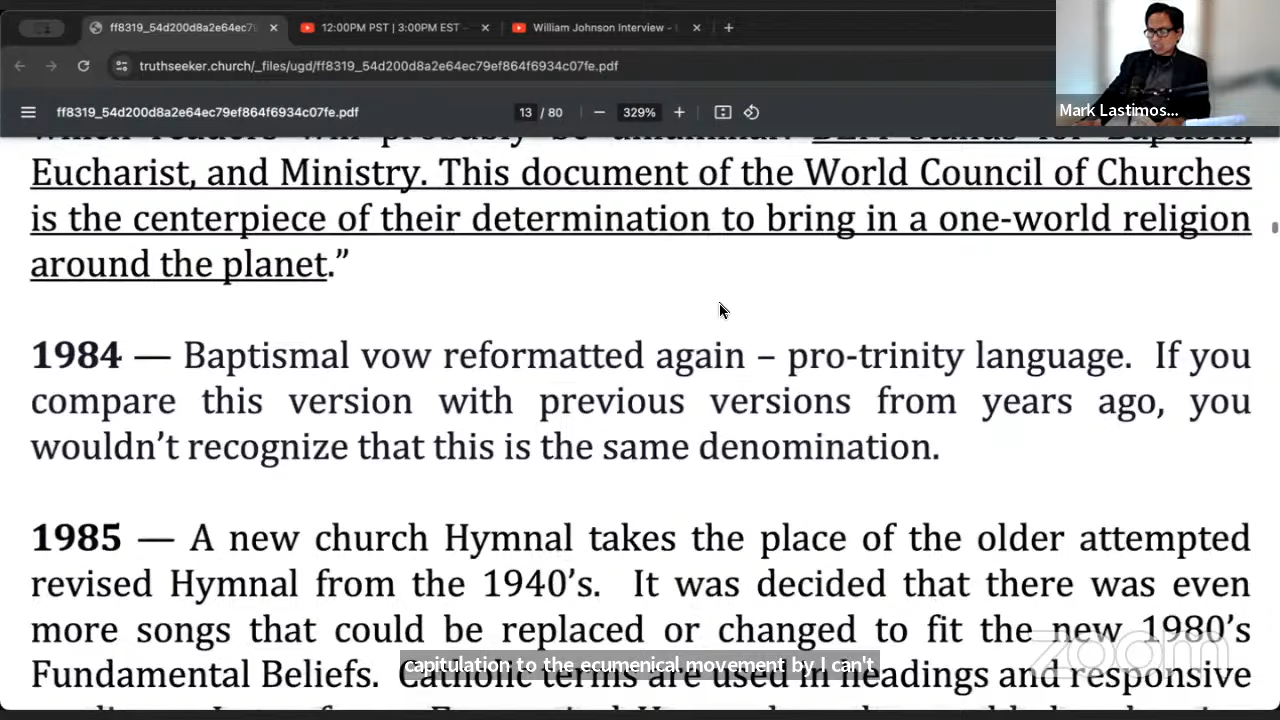 ff8319_54d200d8a2e64ec7
12:00PM PST | 3:00PM EST -
William Johnson Interview -
truthseeker.church/_files/ugd/ff8319_54d200d8a2e64ec79ef864f6934c07fe.pdf
ff8319_54d200d8a2e64ec79ef864f6934c07fe.pdf
13 / 80
329%
Mark Lastimos...
Eucharist, and Ministry. This document of the World Council of Churches
is the centerpiece of their determination to bring in a one-world religion
around the planet.”
1984 — Baptismal vow reformatted again – pro-trinity language. If you
compare this version with previous versions from years ago, you
wouldn’t recognize that this is the same denomination.
1985 — A new church Hymnal takes the place of the older attempted
revised Hymnal from the 1940’s. It was decided that there was even
more songs that could be replaced or changed to fit the new 1980’s
zoom
capitulation to the ecumenical movement by I can't
Fundamental Beliefs. Catholic terms are used in headings and responsive